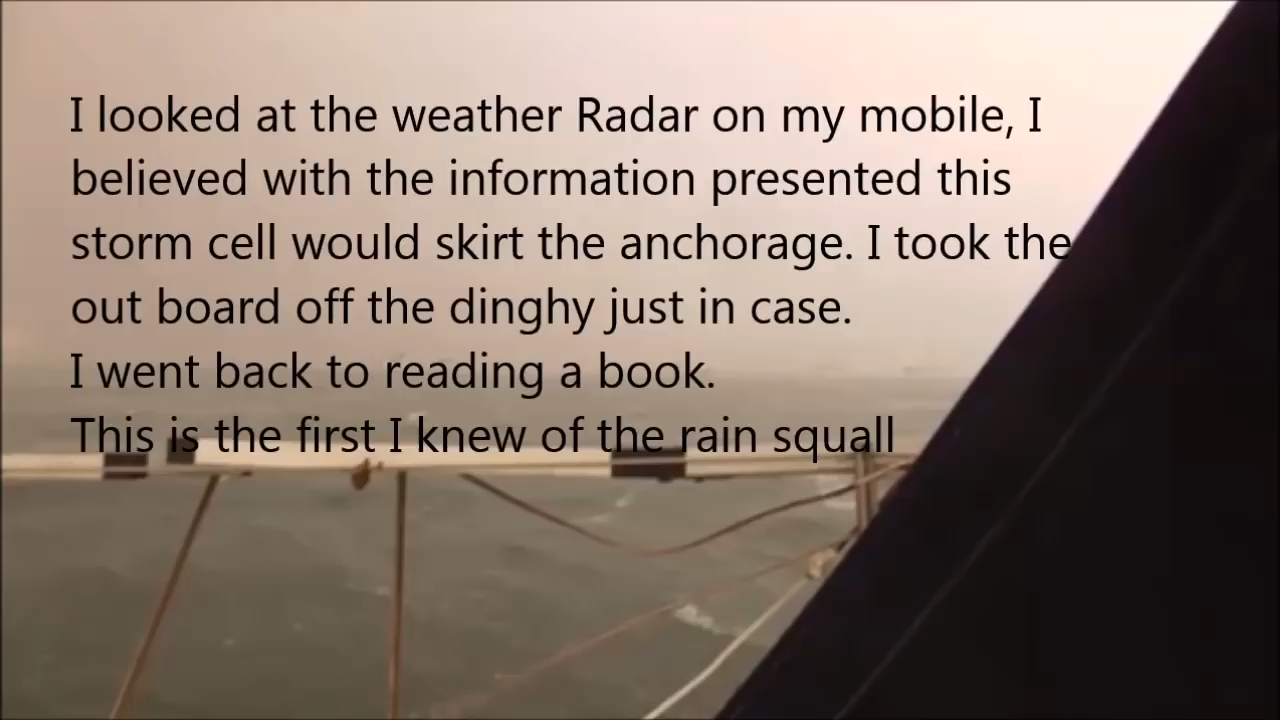 I looked at the weather Radar on my mobile, I
believed with the information presented this
storm cell would skirt the anchorage. I took the
out board off the dinghy just in case.
I went back to reading a book.
This is the first I knew of the rain squall